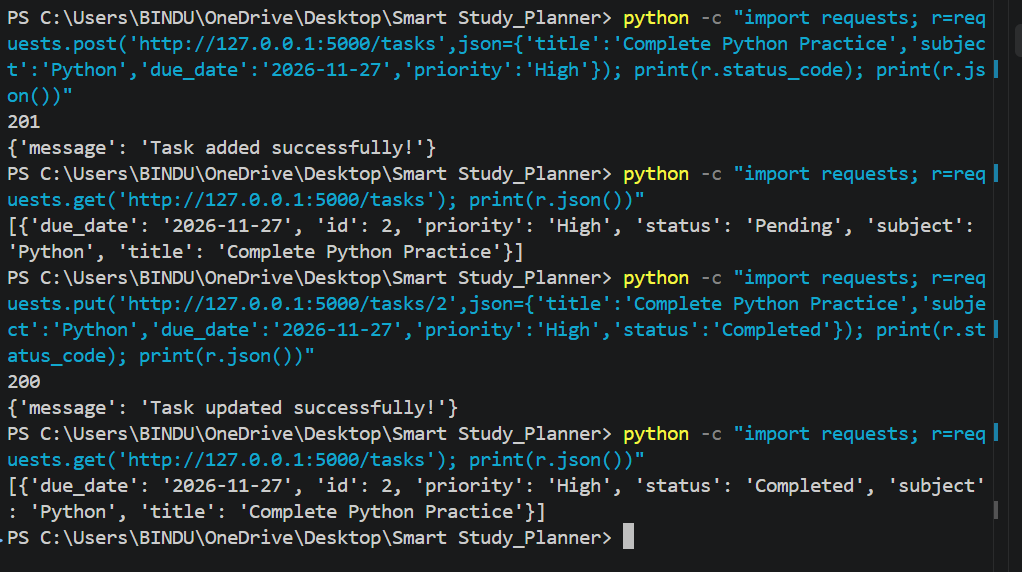 PS C:\Users\BINDU\OneDrive\Desktop\Smart Study_Planner> python -c "import requests; r=req
uests.post('http://127.0.0.1:5000/tasks',json={'title':'Complete Python Practice','subjec
t':'Python','due_date':'2026-11-27','priority':'High'}); print(r.status_code); print(r.js
on())"
201
{'message': 'Task added successfully!'}
PS C:\Users\BINDU\OneDrive\Desktop\Smart Study_Planner> python -c "import requests; r=req
uests.get('http://127.0.0.1:5000/tasks'); print(r.json())"
[{'due_date': '2026-11-27', 'id': 2, 'priority': 'High', 'status': 'Pending', 'subject':
'Python', 'title': 'Complete Python Practice'}]
PS C:\Users\BINDU\OneDrive\Desktop\Smart Study_Planner> python -c "import requests; r=req
uests.put('http://127.0.0.1:5000/tasks/2',json={'title':'Complete Python Practice','subje
ct':'Python','due_date':'2026-11-27','priority':'High','status':'Completed'}); print(r.st
atus_code); print(r.json())"
200
{'message': 'Task updated successfully!'}
PS C:\Users\BINDU\OneDrive\Desktop\Smart Study_Planner> python -c "import requests; r=req
uests.get('http://127.0.0.1:5000/tasks'); print(r.json())"
[{'due_date': '2026-11-27', 'id': 2, 'priority': 'High', 'status': 'Completed', 'subject'
: 'Python', 'title': 'Complete Python Practice'}]
PS C:\Users\BINDU\OneDrive\Desktop\Smart Study_Planner>